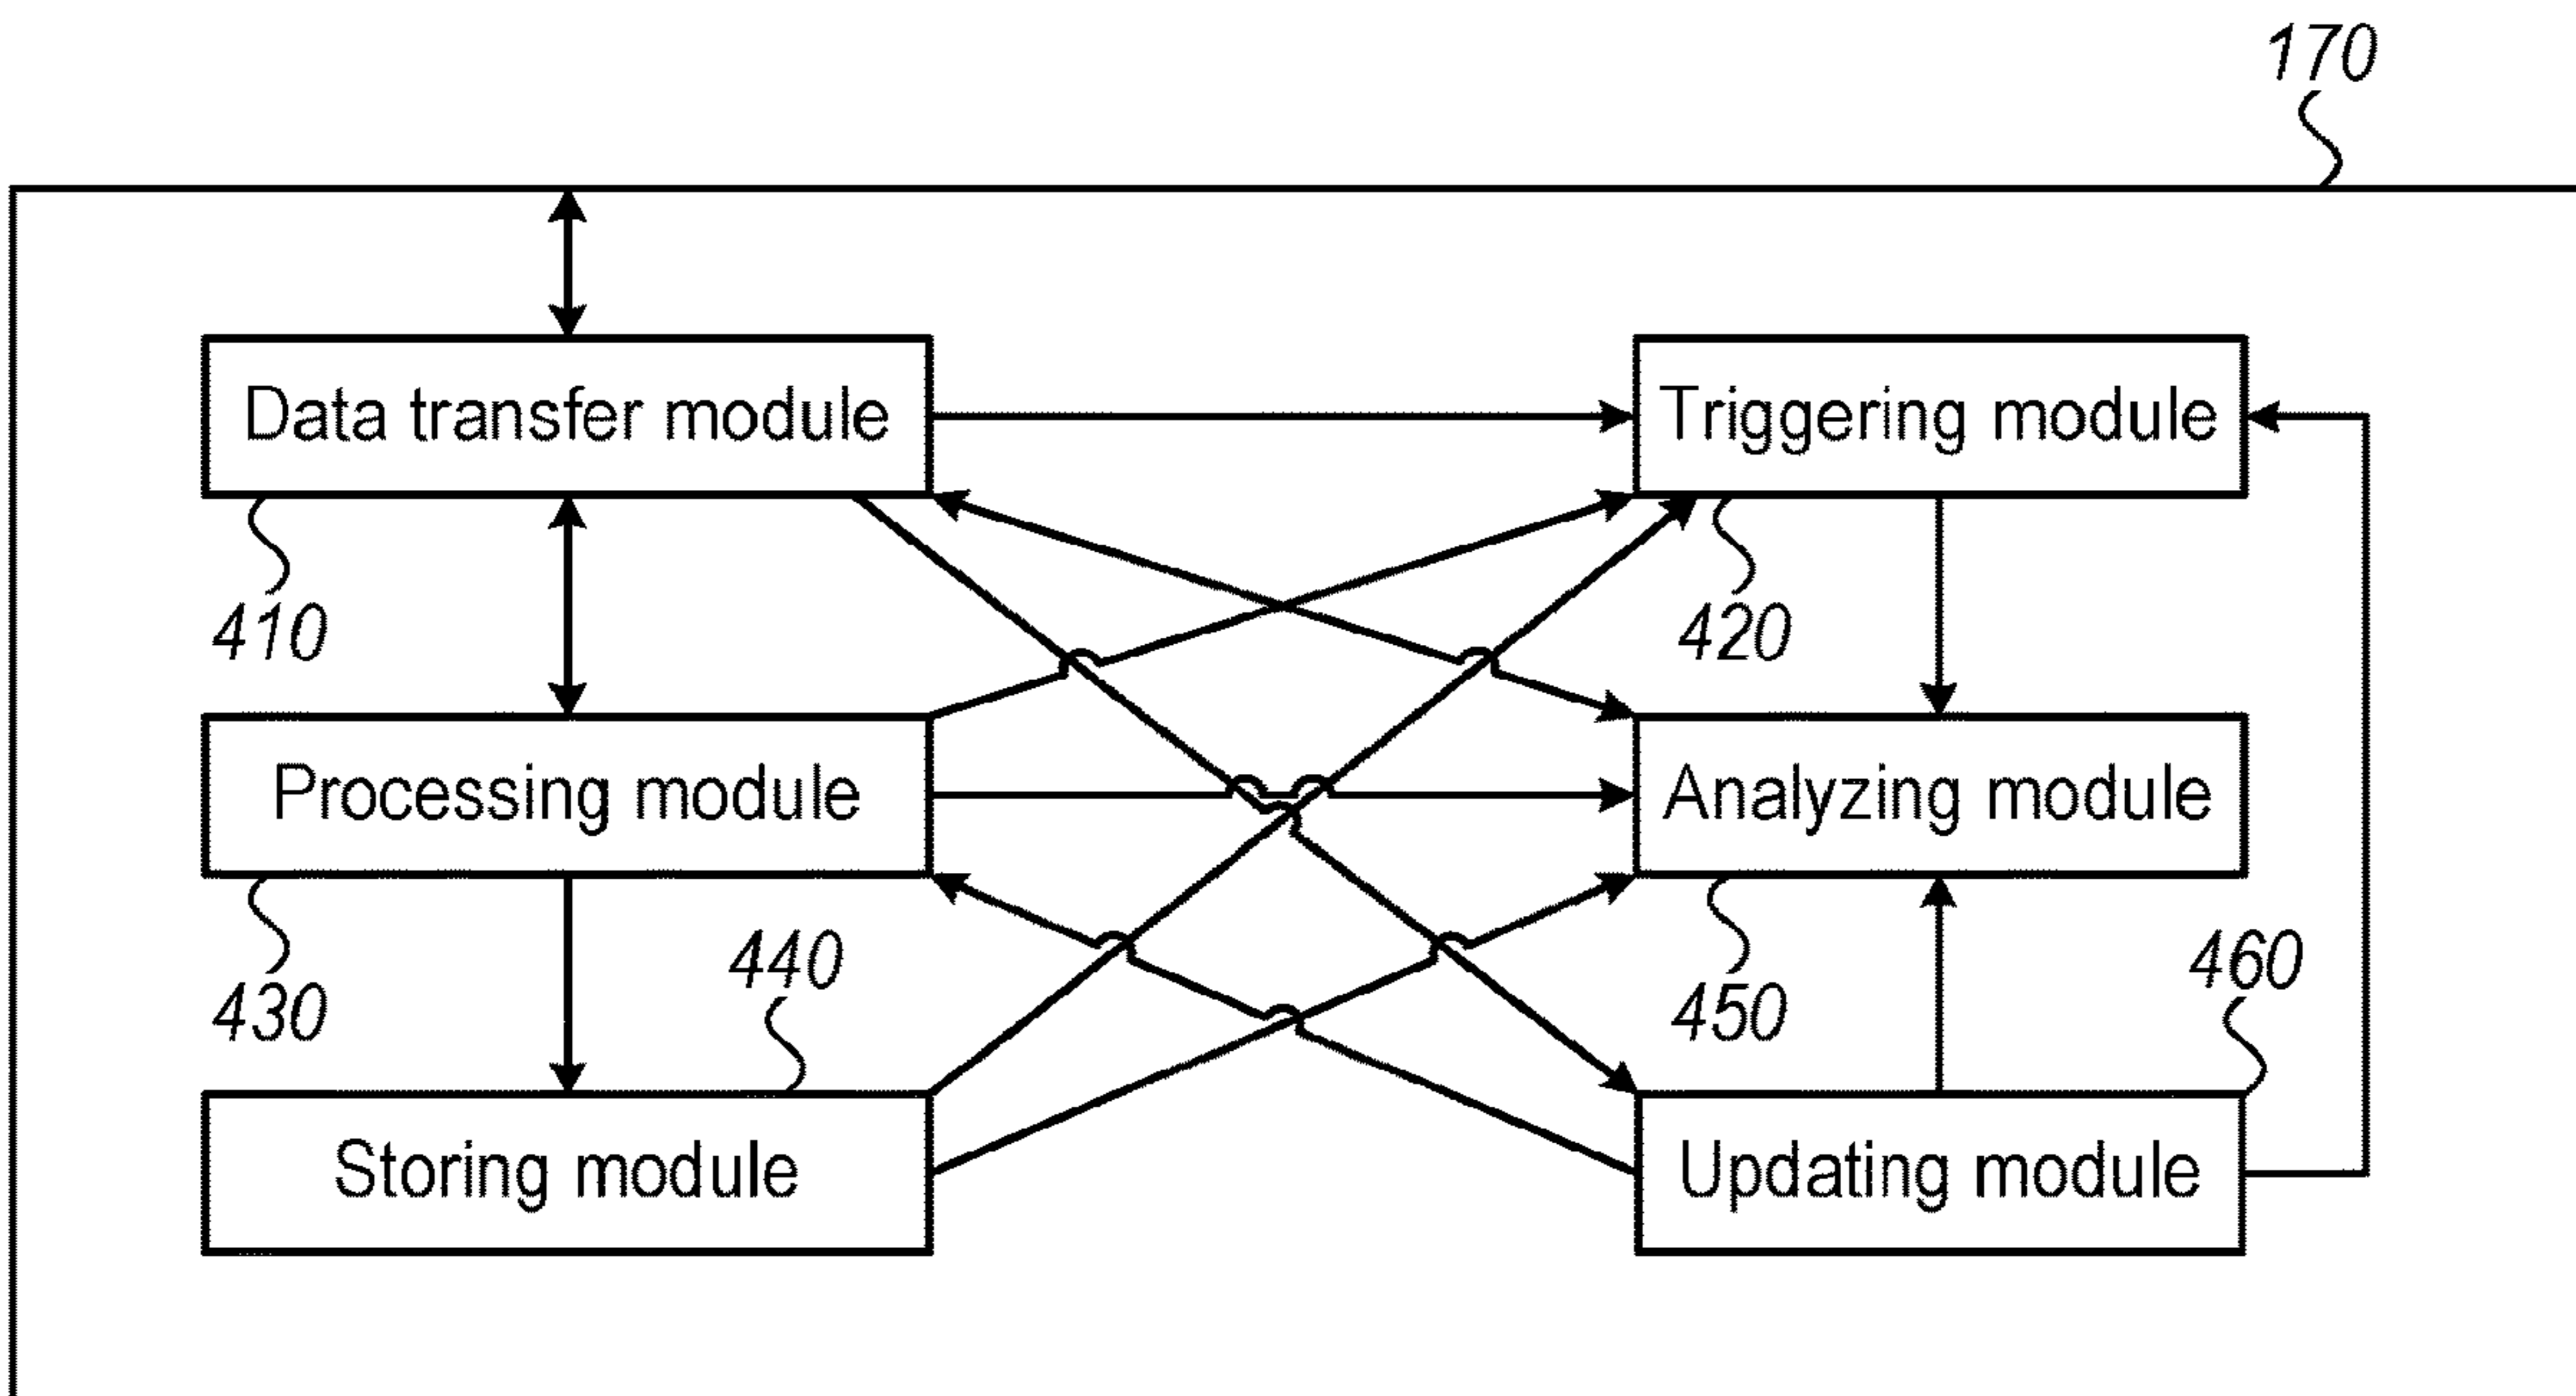 170
Data transfer module
Triggering module
410
420
Processing module
Analyzing module
430
440
450
460
Storing module
Updating module